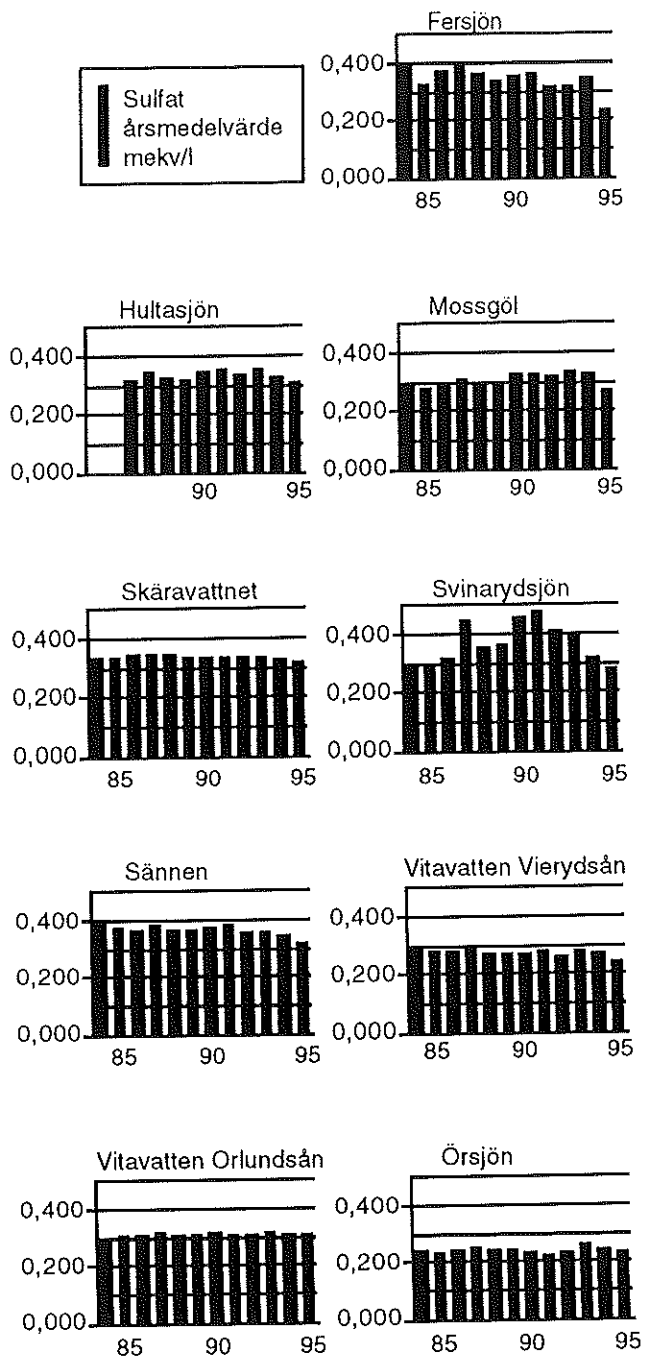 Fersjön
Sulfat
årsmedelvärde
mekv/l
0,400
0,200
0,000
85 90 95
Hultasjön
0,400
0,200
0,000
90 95
Mossgöl
0,400
0,200
0,000
85 90 95
Skäravattnet
0,400
0,200
0,000
85 90 95
Svinarydsjön
0,400
0,200
0,000
85 90 95
Sännen
0,400
0,200
0,000
85 90 95
Vitavatten Vierydsån
0,400
0,200
0,000
85 90 95
Vitavatten Orlundsån
0,400
0,200
0,000
85 90 95
Örsjön
0,400
0,200
0,000
85 90 95